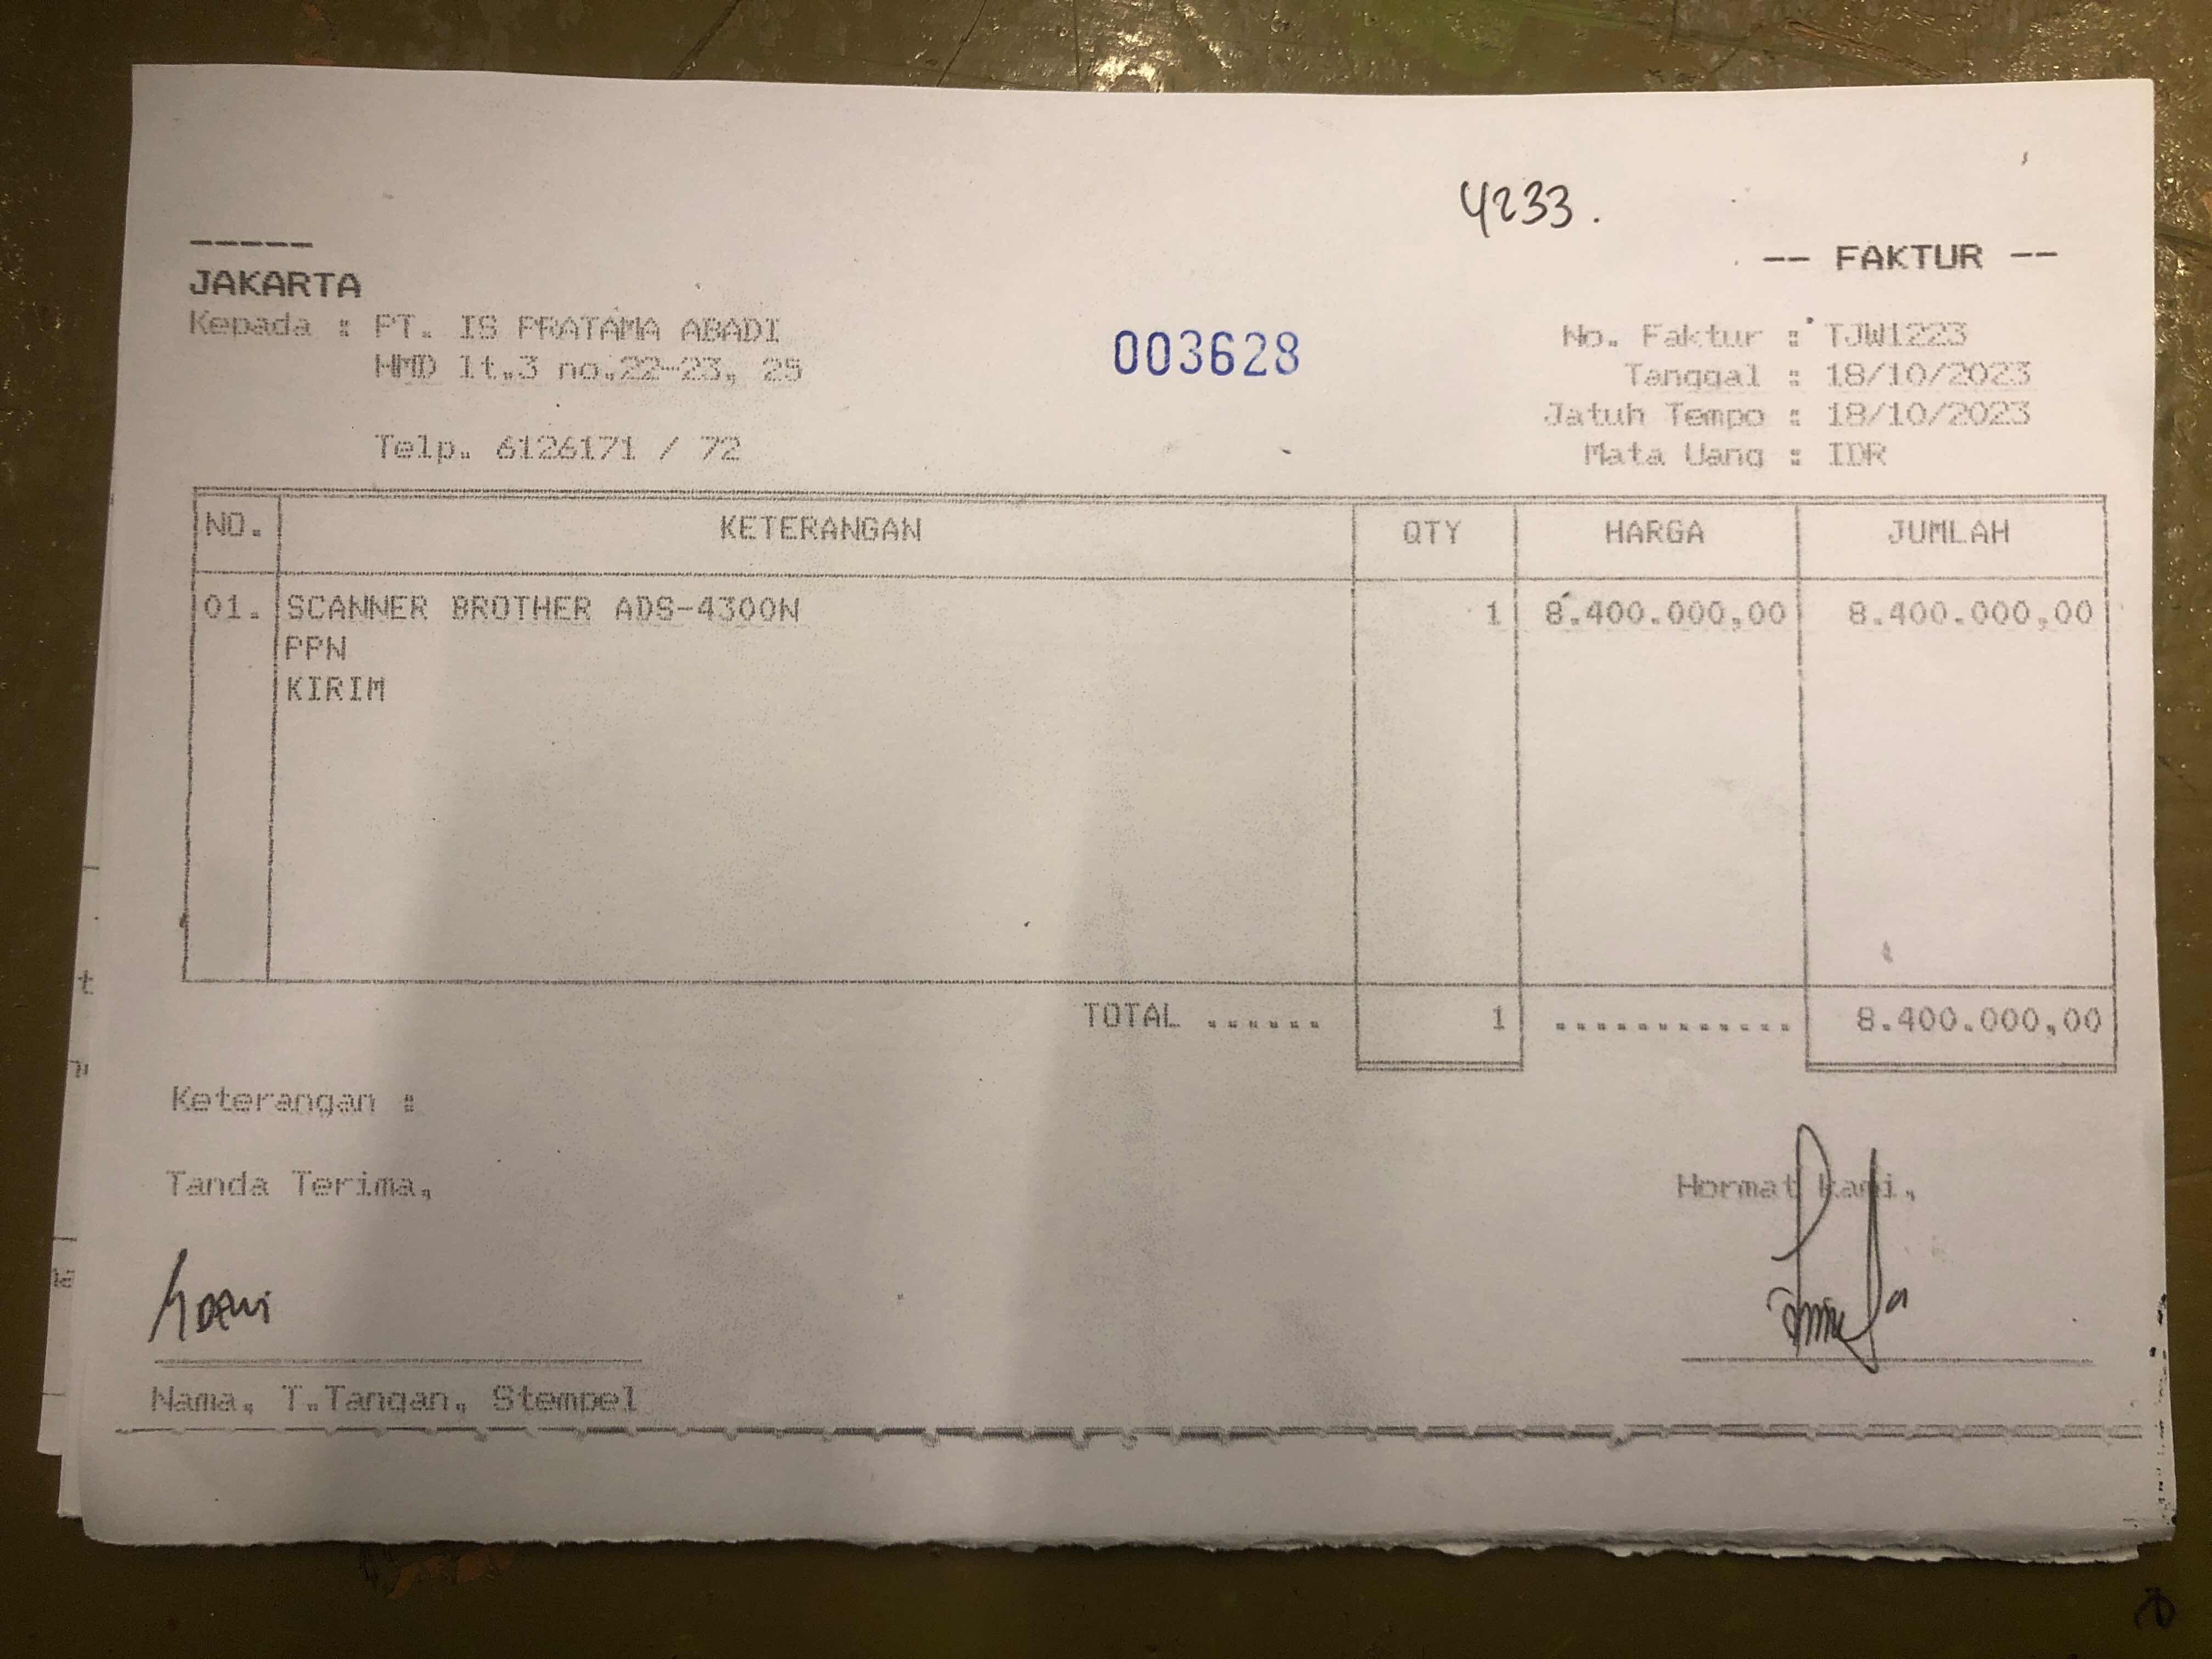 4233.
-- FAKTUR --
-----
JAKARTA
Kepada : PT. IS PRATAMA ABADI
HMD lt.3 no.22-23, 25
Telp. 6126171 / 72
003628
No. Faktur : TJW1223
Tanggal : 18/10/2023
Jatuh Tempo : 18/10/2023
Mata Uang : IDR
NO. KETERANGAN QTY HARGA JUMLAH
01. SCANNER BROTHER ADS-4300N 1 8.400.000,00 8.400.000,00
PPN
KIRIM
TOTAL ...... 1 ............ 8.400.000,00
Keterangan :
Tanda Terima, Hormat kami,
Nama, T.Tangan, Stempel